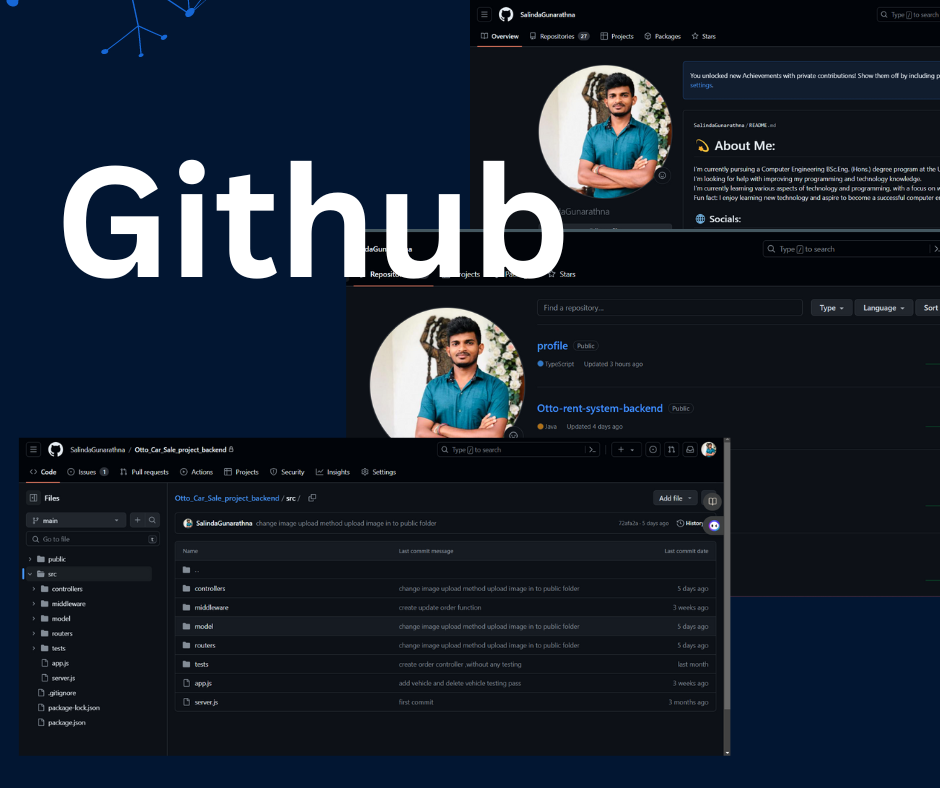 SalindaGunarathna
Type / to search
Overview
Repositories 27
Projects
Packages
Stars
You unlocked new Achievements with private contributions! Show them off by including
settings.
SalindaGunarathna / README.md
💫 About Me:
I'm currently pursuing a Computer Engineering BSc.Eng. (Hons.) degree program at the
I'm looking for help with improving my programming and technology knowledge.
I'm currently learning various aspects of technology and programming, with a focus on
Fun fact: I enjoy learning new technology and aspire to become a successful computer
🌐 Socials:
Github
Type / to search
Stars
Find a repository...
Type
Language
Sort
profile Public
TypeScript Updated 3 hours ago
Otto-rent-system-backend Public
Java Updated 4 days ago
SalindaGunarathna / Otto_Car_Sale_project_backend
Type / to search
Code
Issues 1
Pull requests
Actions
Projects
Security
Insights
Settings
Files
main
Go to file t
public
src
controllers
middleware
model
routers
tests
app.js
server.js
.gitignore
package-lock.json
package.json
Otto_Car_Sale_project_backend / src /
Add file
SalindaGunarathna change image upload method upload image in to public folder
72afa2a · 5 days ago
History
Name Last commit message Last commit date
..
controllers change image upload method upload image in to public folder 5 days ago
middleware create update order function 3 weeks ago
model change image upload method upload image in to public folder 5 days ago
routers change image upload method upload image in to public folder 5 days ago
tests create order controller ,without any testing last month
app.js add vehicle and delete vehicle testing pass 3 weeks ago
server.js first commit 3 months ago